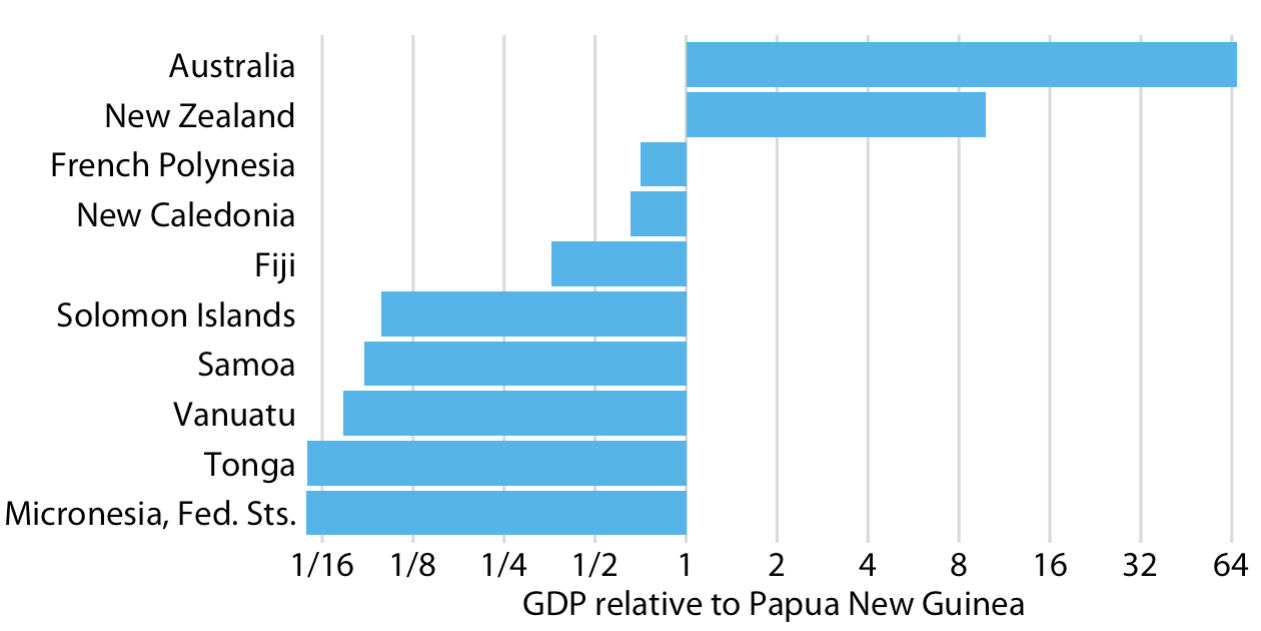 Australia
New Zealand
French Polynesia
New Caledonia
Fiji
Solomon Islands
Samoa
Vanuatu
Tonga
Micronesia, Fed. Sts.
1/16 1/8 1/4 1/2 1 2 4 8 16 32 64
GDP relative to Papua New Guinea